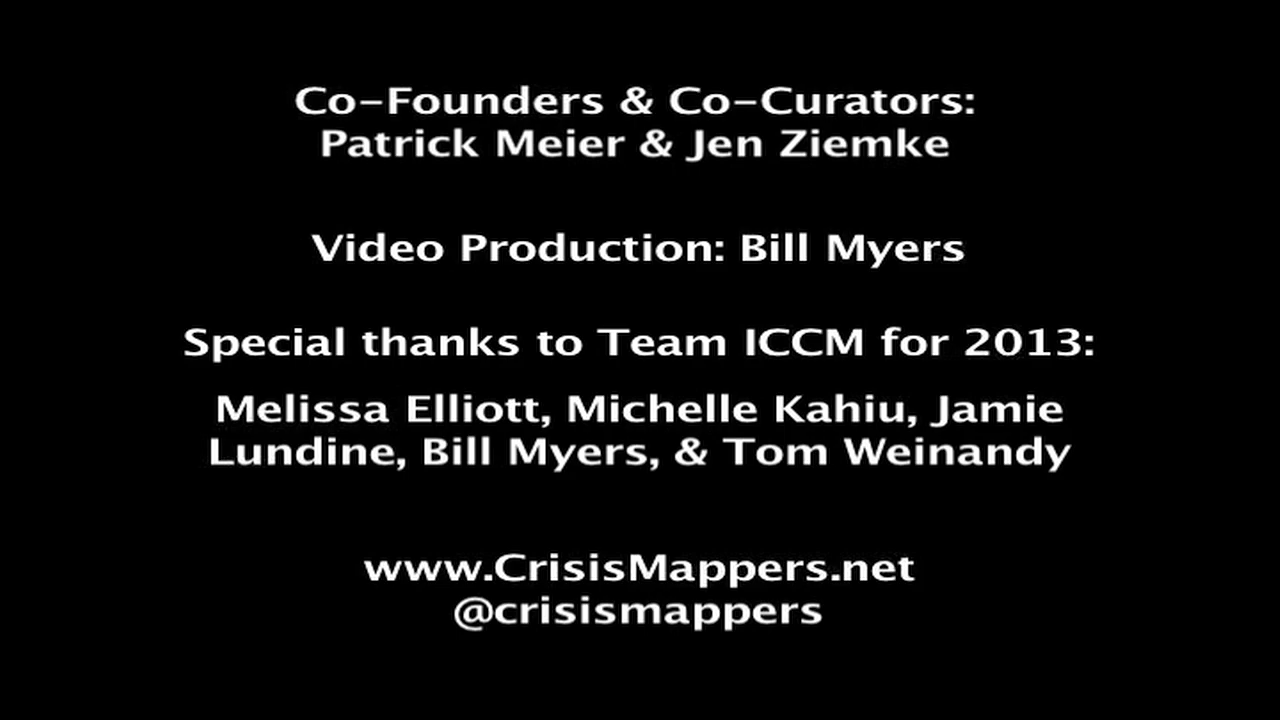 Co-Founders & Co-Curators:
Patrick Meier & Jen Ziemke
Video Production: Bill Myers
Special thanks to Team ICCM for 2013:
Melissa Elliott, Michelle Kahiu, Jamie
Lundine, Bill Myers, & Tom Weinandy
www.CrisisMappers.net
@crisismappers